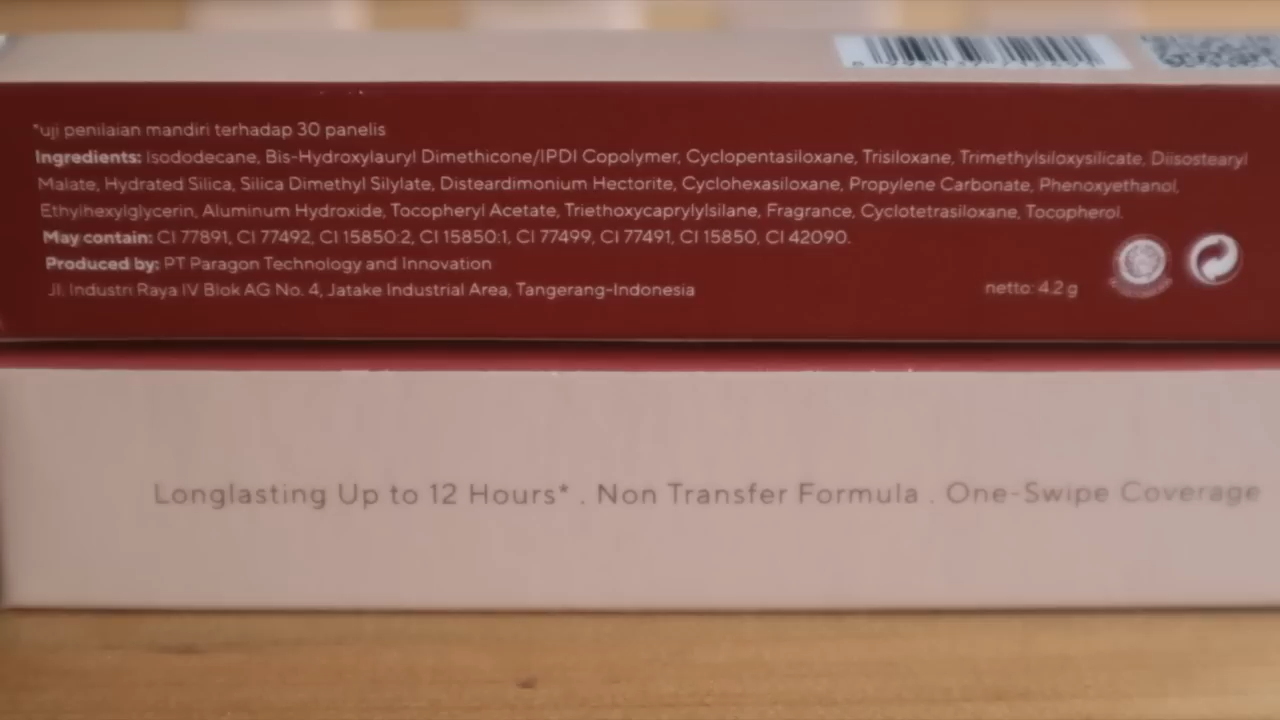 *uji penilaian mandiri terhadap 30 panelis
Ingredients: Isododecane, Bis-Hydroxylauryl Dimethicone/IPDI Copolymer, Cyclopentasiloxane, Trisiloxane, Trimethylsiloxysilicate, Diisostearyl
Malate, Hydrated Silica, Silica Dimethyl Silylate, Disteardimonium Hectorite, Cyclohexasiloxane, Propylene Carbonate, Phenoxyethanol,
Ethylhexylglycerin, Aluminum Hydroxide, Tocopheryl Acetate, Triethoxycaprylylsilane, Fragrance, Cyclotetrasiloxane, Tocopherol.
May contain: CI 77891, CI 77492, CI 15850:2, CI 15850:1, CI 77499, CI 77491, CI 15850, CI 42090.
Produced by: PT Paragon Technology and Innovation
Jl. Industri Raya IV Blok AG No. 4, Jatake Industrial Area, Tangerang-Indonesia
netto: 4.2 g
Longlasting Up to 12 Hours* . Non Transfer Formula . One-Swipe Coverage